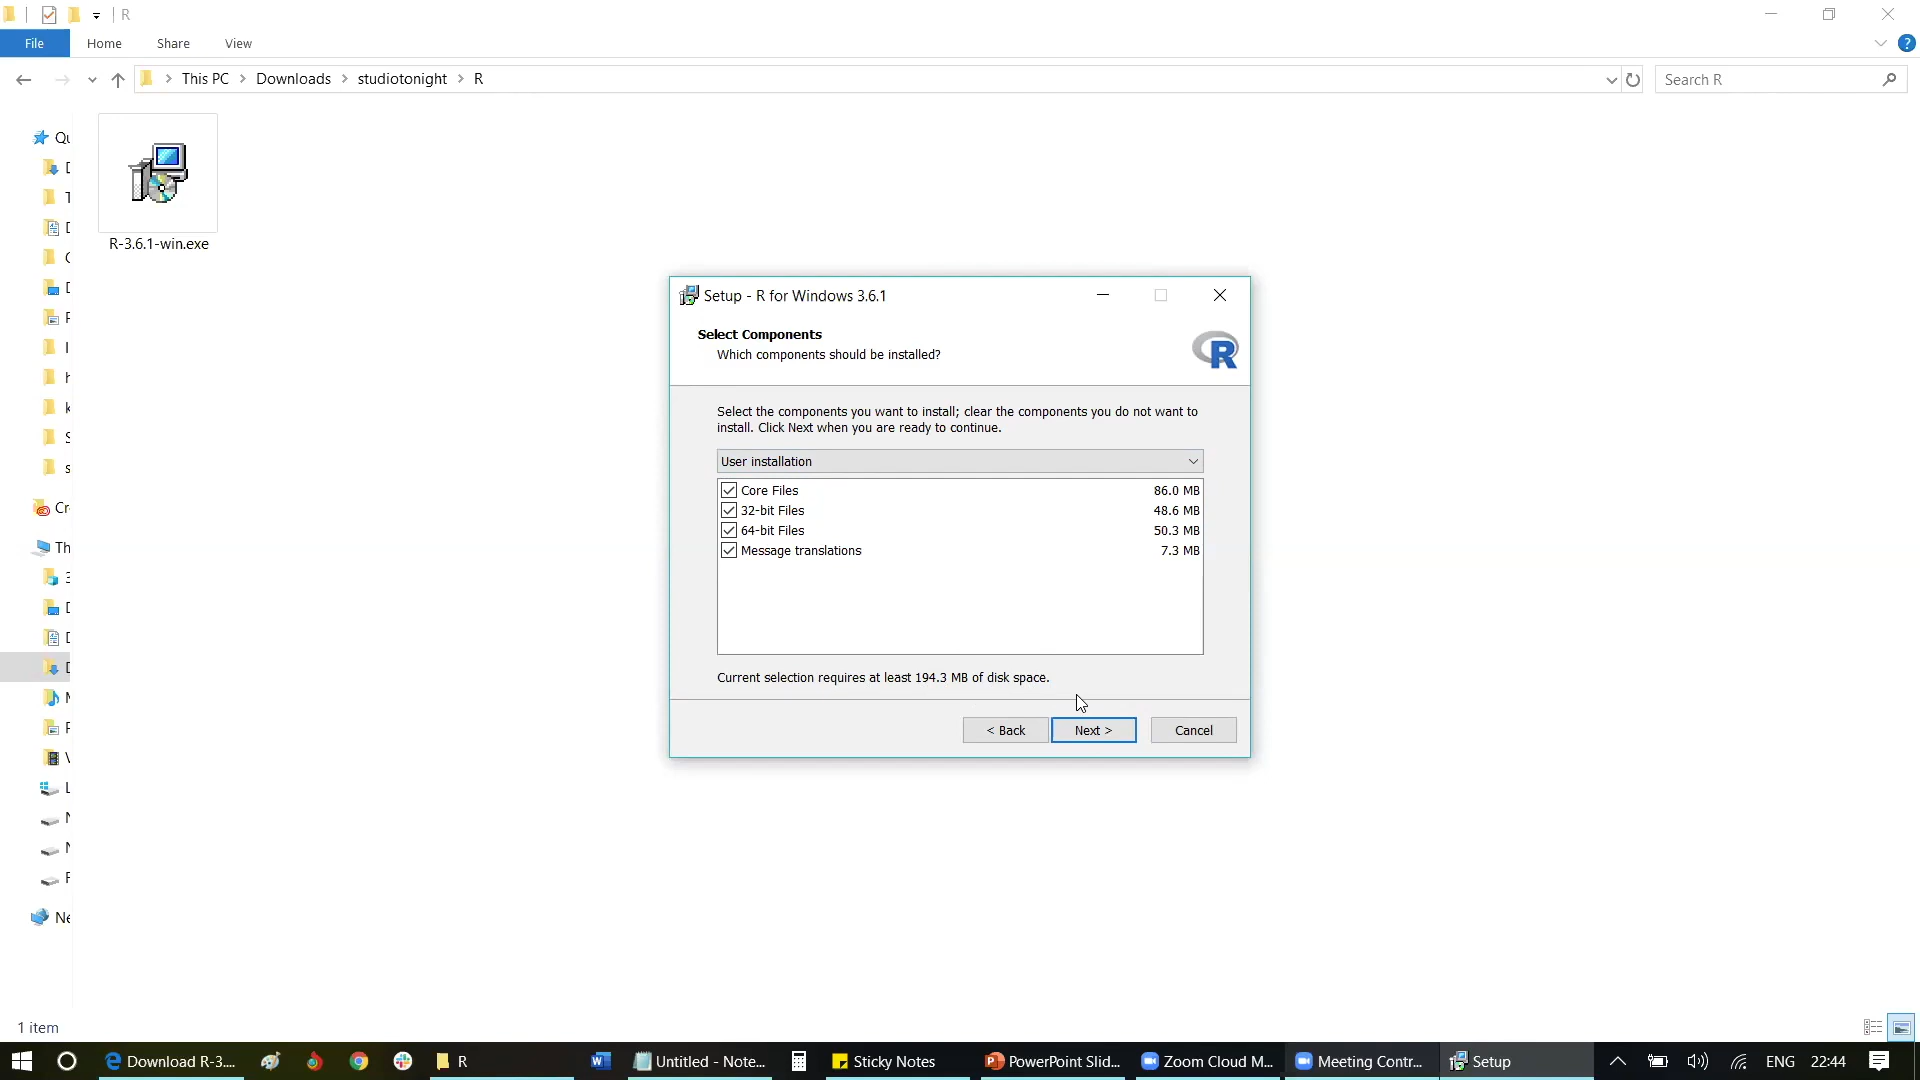 R
File
Home
Share
View
This PC > Downloads > studiotonight > R
Search R
R-3.6.1-win.exe
Setup - R for Windows 3.6.1
Select Components
Which components should be installed?
R
Select the components you want to install; clear the components you do not want to
install. Click Next when you are ready to continue.
User installation
Core Files 86.0 MB
32-bit Files 48.6 MB
64-bit Files 50.3 MB
Message translations 7.3 MB
Current selection requires at least 194.3 MB of disk space.
< Back
Next >
Cancel
1 item
Download R-3....
R
Untitled - Note...
Sticky Notes
PowerPoint Slid...
Zoom Cloud M...
Meeting Contr...
Setup
ENG
22:44